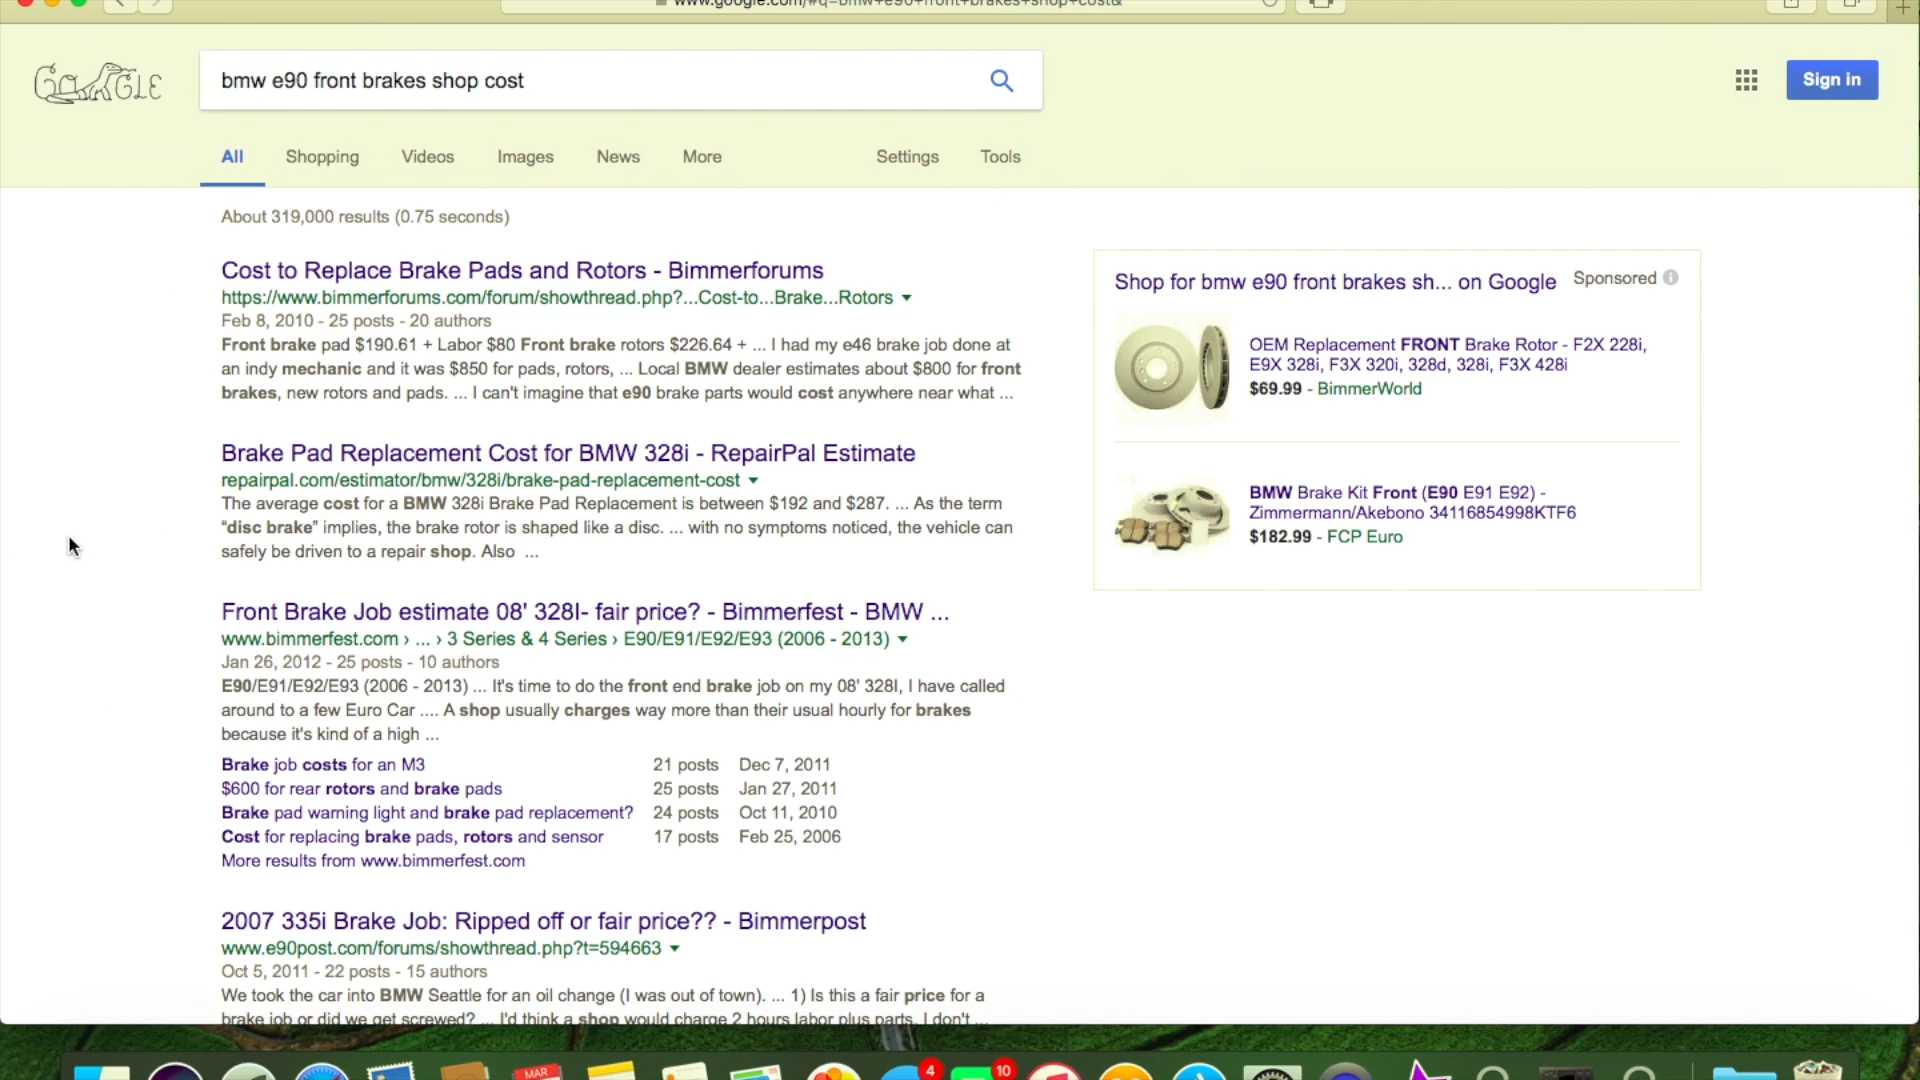 www.google.com/#q=bmw+e90+front+brakes+shop+cost&
GOOGLE
bmw e90 front brakes shop cost
Sign in
All Shopping Videos Images News More Settings Tools
About 319,000 results (0.75 seconds)
Cost to Replace Brake Pads and Rotors - Bimmerforums
https://www.bimmerforums.com/forum/showthread.php?...Cost-to...Brake...Rotors
Feb 8, 2010 - 25 posts - 20 authors
Front brake pad $190.61 + Labor $80 Front brake rotors $226.64 + ... I had my e46 brake job done at
an indy mechanic and it was $850 for pads, rotors, ... Local BMW dealer estimates about $800 for front
brakes, new rotors and pads. ... I can't imagine that e90 brake parts would cost anywhere near what ...
Brake Pad Replacement Cost for BMW 328i - RepairPal Estimate
repairpal.com/estimator/bmw/328i/brake-pad-replacement-cost
The average cost for a BMW 328i Brake Pad Replacement is between $192 and $287. ... As the term
“disc brake” implies, the brake rotor is shaped like a disc. ... with no symptoms noticed, the vehicle can
safely be driven to a repair shop. Also ...
Front Brake Job estimate 08' 328I- fair price? - Bimmerfest - BMW ...
www.bimmerfest.com › ... › 3 Series & 4 Series › E90/E91/E92/E93 (2006 - 2013)
Jan 26, 2012 - 25 posts - 10 authors
E90/E91/E92/E93 (2006 - 2013) ... It's time to do the front end brake job on my 08' 328I, I have called
around to a few Euro Car .... A shop usually charges way more than their usual hourly for brakes
because it's kind of a high ...
Brake job costs for an M3 21 posts Dec 7, 2011
$600 for rear rotors and brake pads 25 posts Jan 27, 2011
Brake pad warning light and brake pad replacement? 24 posts Oct 11, 2010
Cost for replacing brake pads, rotors and sensor 17 posts Feb 25, 2006
More results from www.bimmerfest.com
2007 335i Brake Job: Ripped off or fair price?? - Bimmerpost
www.e90post.com/forums/showthread.php?t=594663
Oct 5, 2011 - 22 posts - 15 authors
We took the car into BMW Seattle for an oil change (I was out of town). ... 1) Is this a fair price for a
brake job or did we get screwed? ... I'd think a shop would charge 2 hours labor plus parts. I don't ...
Shop for bmw e90 front brakes sh... on Google Sponsored
OEM Replacement FRONT Brake Rotor - F2X 228i,
E9X 328i, F3X 320i, 328d, 328i, F3X 428i
$69.99 - BimmerWorld
BMW Brake Kit Front (E90 E91 E92) -
Zimmermann/Akebono 34116854998KTF6
$182.99 - FCP Euro
MAR
4
10